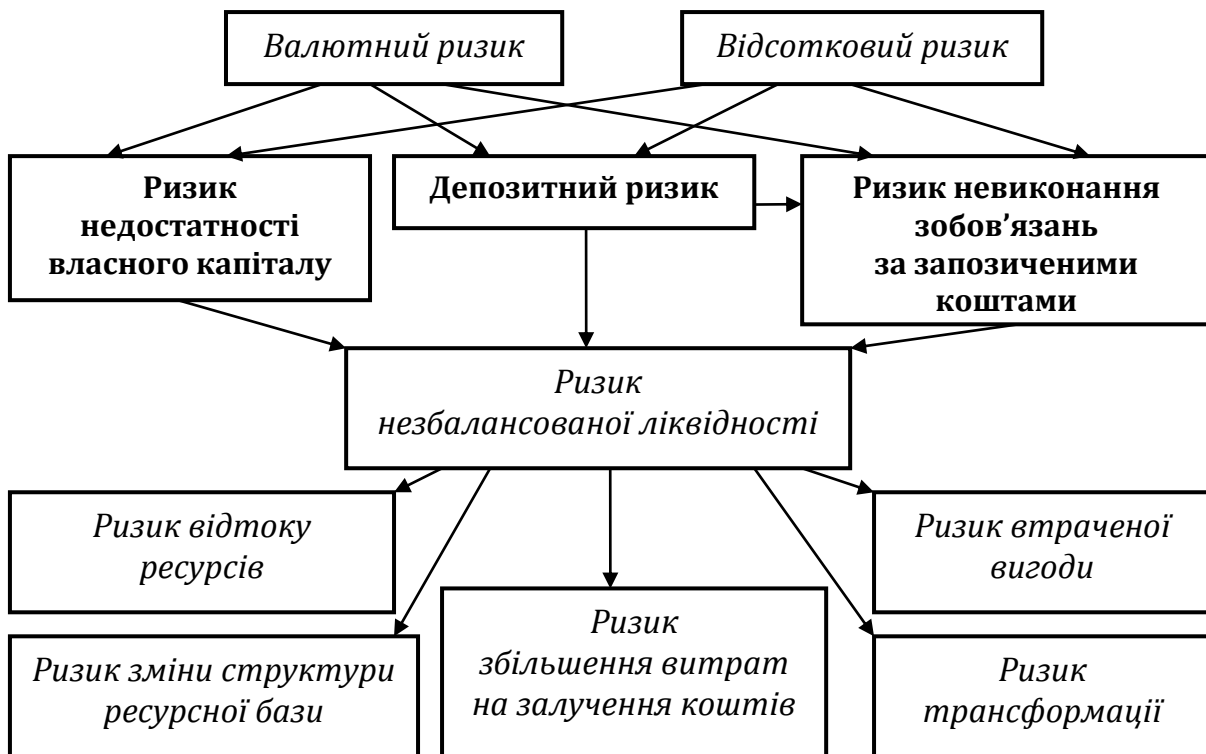 Валютний ризик
Відсотковий ризик
Ризик
недостатності
власного капіталу
Депозитний ризик
Ризик невиконання
зобов’язань
за запозиченими
коштами
Ризик
незбалансованої ліквідності
Ризик відтоку
ресурсів
Ризик втраченої
вигоди
Ризик зміни структури
ресурсної бази
Ризик
збільшення витрат
на залучення коштів
Ризик
трансформації